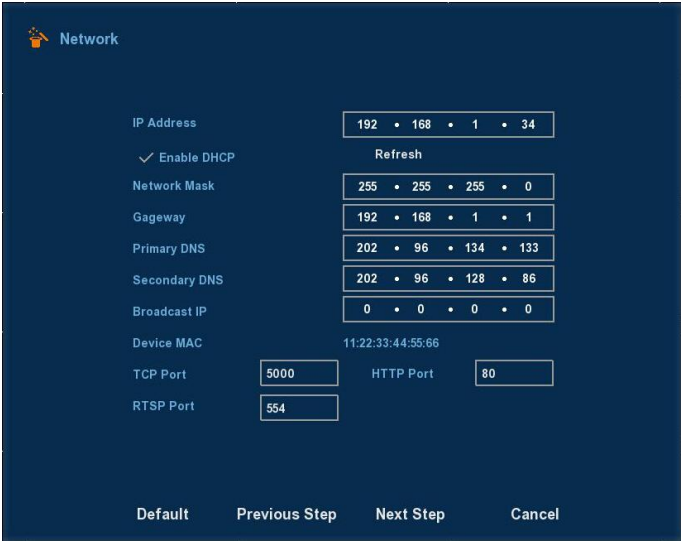 Network
IP Address 192 . 168 . 1 . 34
Enable DHCP Refresh
Network Mask 255 . 255 . 255 . 0
Gageway 192 . 168 . 1 . 1
Primary DNS 202 . 96 . 134 . 133
Secondary DNS 202 . 96 . 128 . 86
Broadcast IP 0 . 0 . 0 . 0
Device MAC 11:22:33:44:55:66
TCP Port 5000 HTTP Port 80
RTSP Port 554
Default Previous Step Next Step Cancel